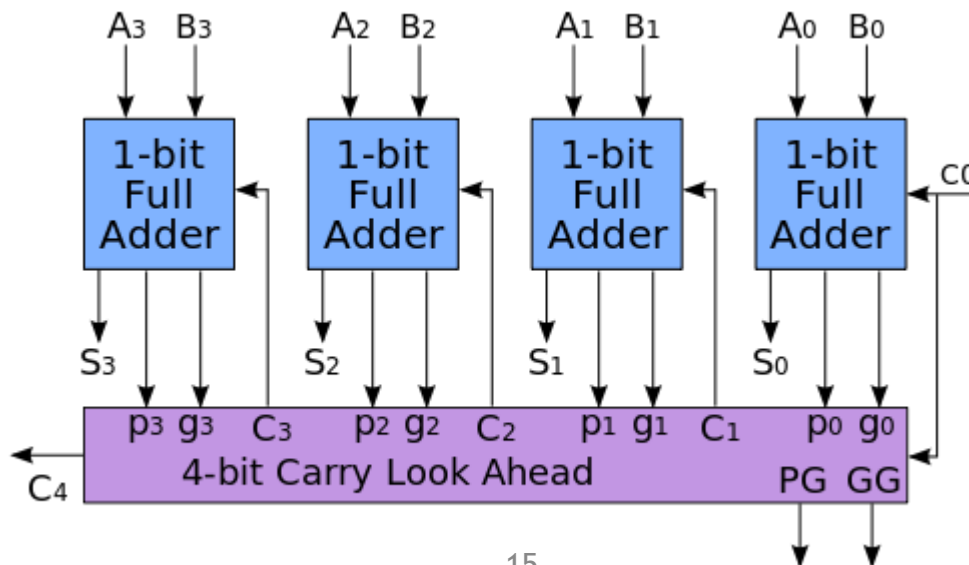 A3 B3 A2 B2 A1 B1 A0 B0
1-bit Full Adder
1-bit Full Adder
1-bit Full Adder
1-bit Full Adder
C0
S3 S2 S1 S0
p3 g3 C3 p2 g2 C2 p1 g1 C1 p0 g0
4-bit Carry Look Ahead PG GG
C4
15